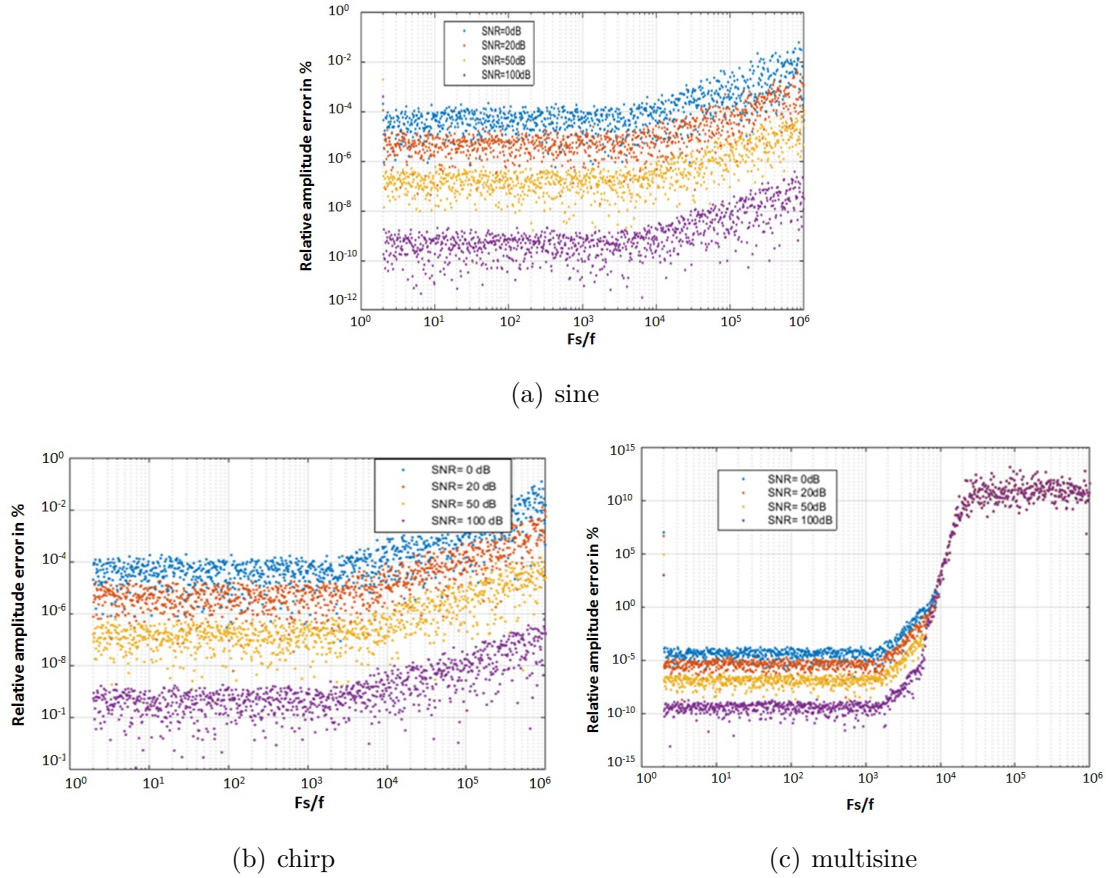 10^0
10^-2
10^-4
10^-6
10^-8
10^-10
10^-12
Relative amplitude error in %
SNR=0dB
SNR=20dB
SNR=50dB
SNR=100dB
10^0 10^1 10^2 10^3 10^4 10^5 10^6
Fs/f
(a) sine
10^0
10^-2
10^-4
10^-6
10^-8
10^-1
10^-1
Relative amplitude error in %
SNR= 0 dB
SNR= 20 dB
SNR= 50 dB
SNR= 100 dB
10^0 10^1 10^2 10^3 10^4 10^5 10^6
Fs/f
(b) chirp
10^15
10^10
10^5
10^0
10^-5
10^-10
10^-15
Relative amplitude error in %
SNR= 0dB
SNR= 20dB
SNR= 50dB
SNR= 100dB
10^0 10^1 10^2 10^3 10^4 10^5 10^6
Fs/f
(c) multisine